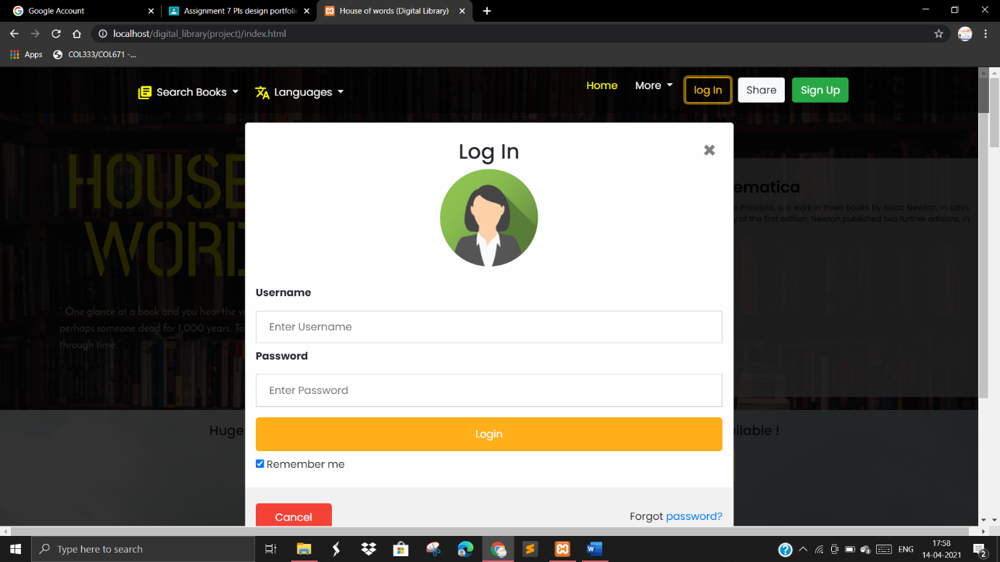 Google Account
Assignment 7 Pls design portfolio
House of words (Digital Library)
localhost/digital_library(project)/index.html
Apps
COL333/COL671 -...
Search Books
Languages
Home
More
log In
Share
Sign Up
Log In
HOUSE
WORD
ematica
Principia, is a work in three books by Isaac Newton, in Latin,
of the first edition, Newton published two further editions, in
Username
" One glance at a book and you hear the
Enter Username
perhaps someone dead for 1,000 years. To
through time."
Password
Enter Password
Huge
ilable !
Login
Remember me
Cancel
Forgot password?
Type here to search
ENG
17:58
14-04-2021
2